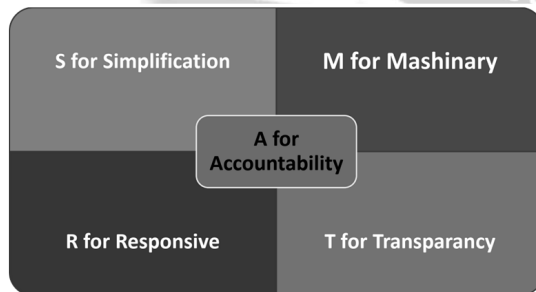 S for Simplification
M for Mashinary
A for
Accountability
R for Responsive
T for Transparancy